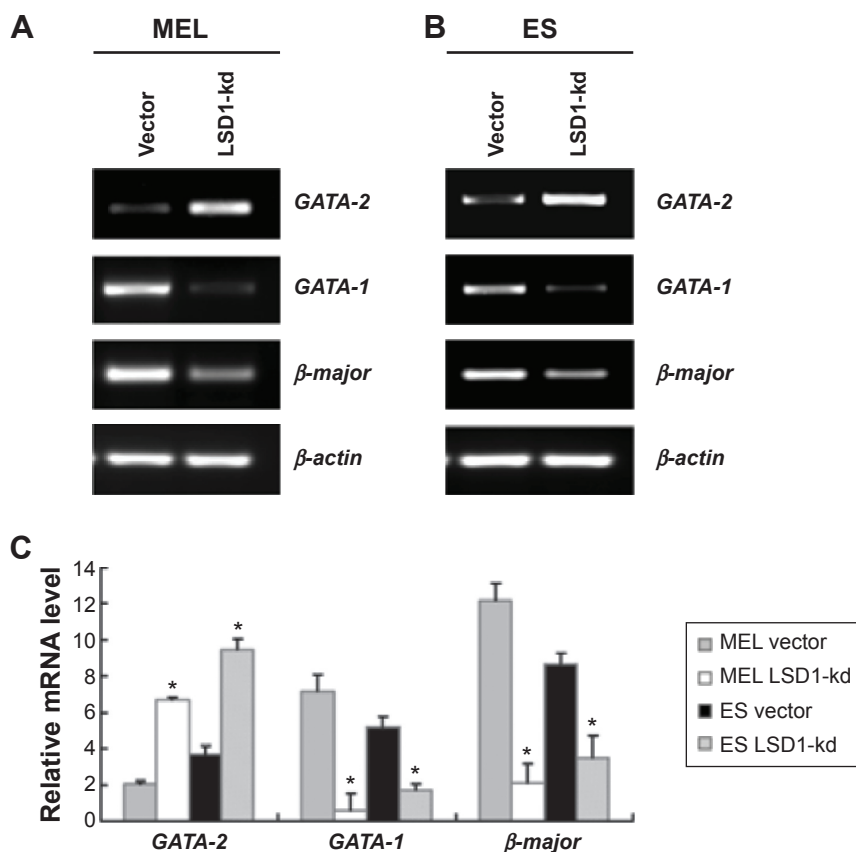 A
MEL
Vector
LSD1-kd
GATA-2
GATA-1
β-major
β-actin
B
ES
Vector
LSD1-kd
GATA-2
GATA-1
β-major
β-actin
C
Relative mRNA level
14
12
10
8
6
4
2
0
*
*
*
*
*
*
GATA-2
GATA-1
β-major
MEL vector
MEL LSD1-kd
ES vector
ES LSD1-kd